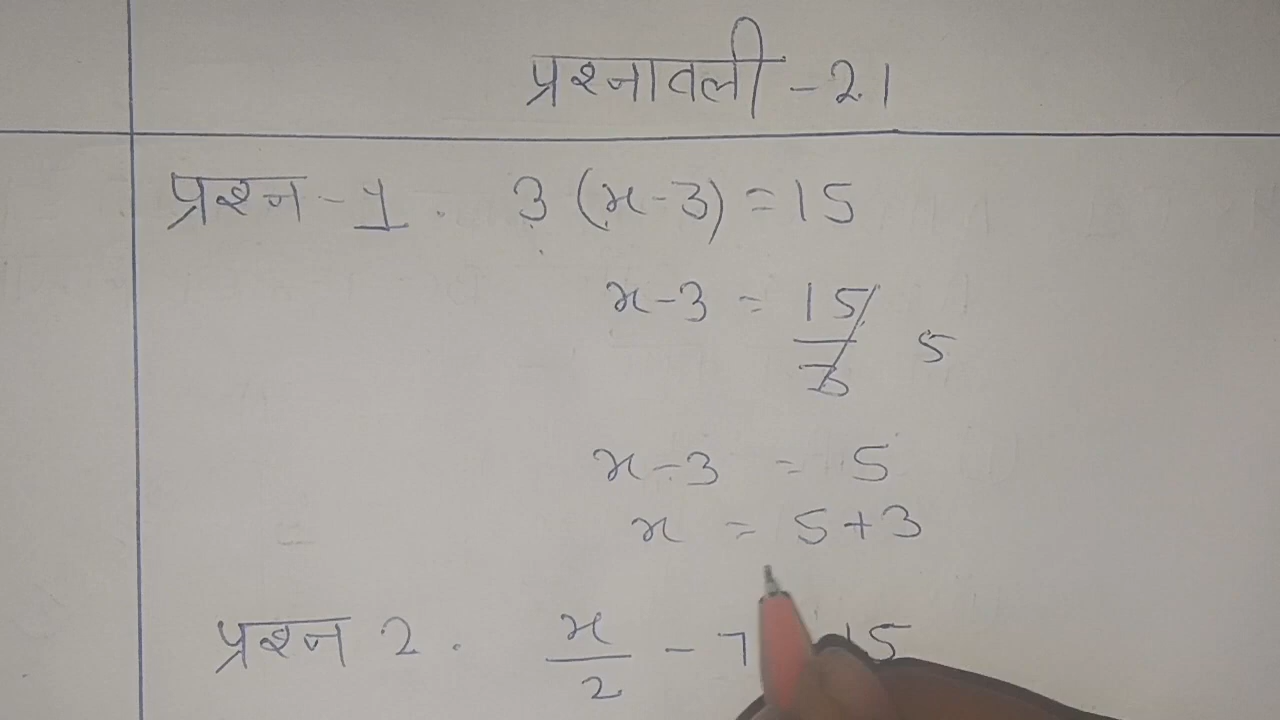 प्रश्नावली - 21
प्रश्न - 1. 3 (x-3) = 15
x-3 = 15/3 5
x-3 = 5
x = 5+3
प्रश्न 2. x/2 - 7 15